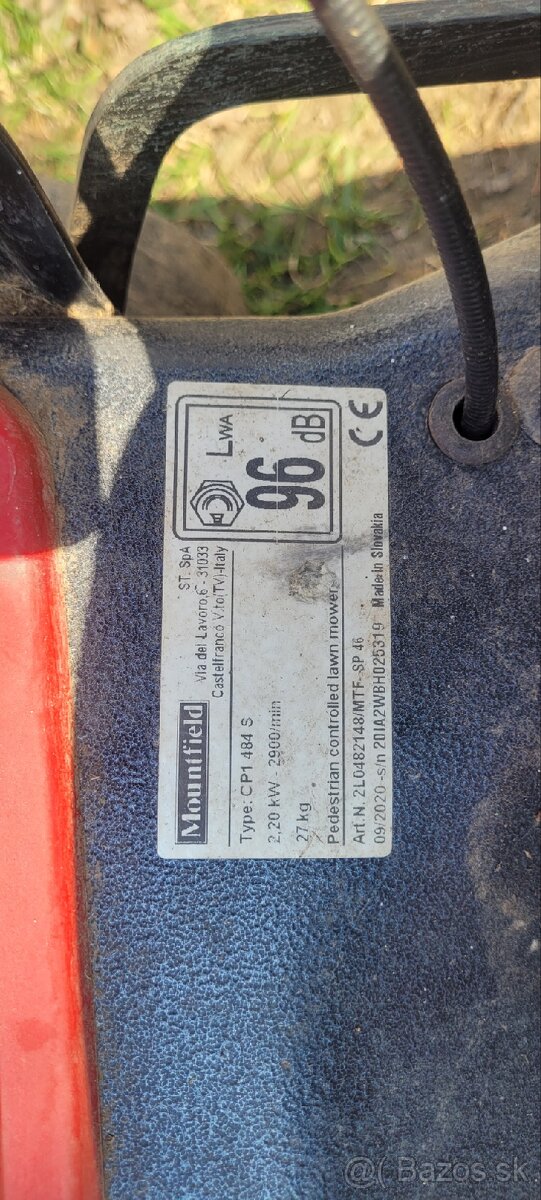 Mountfield
ST. SpA
Via del Lavoro,6 - 31033
Castelfranco V.to(TV)-Italy
LWA
96
dB
Type: CP1 484 S
2,20 kW - 2900/min
27 kg
Pedestrian controlled lawn mower
CE
Art.N. 2L0482148/MTF- SP 46
09/2020 -s/n 20IA2WBH025319 Made In Slovakia
Bazos.sk